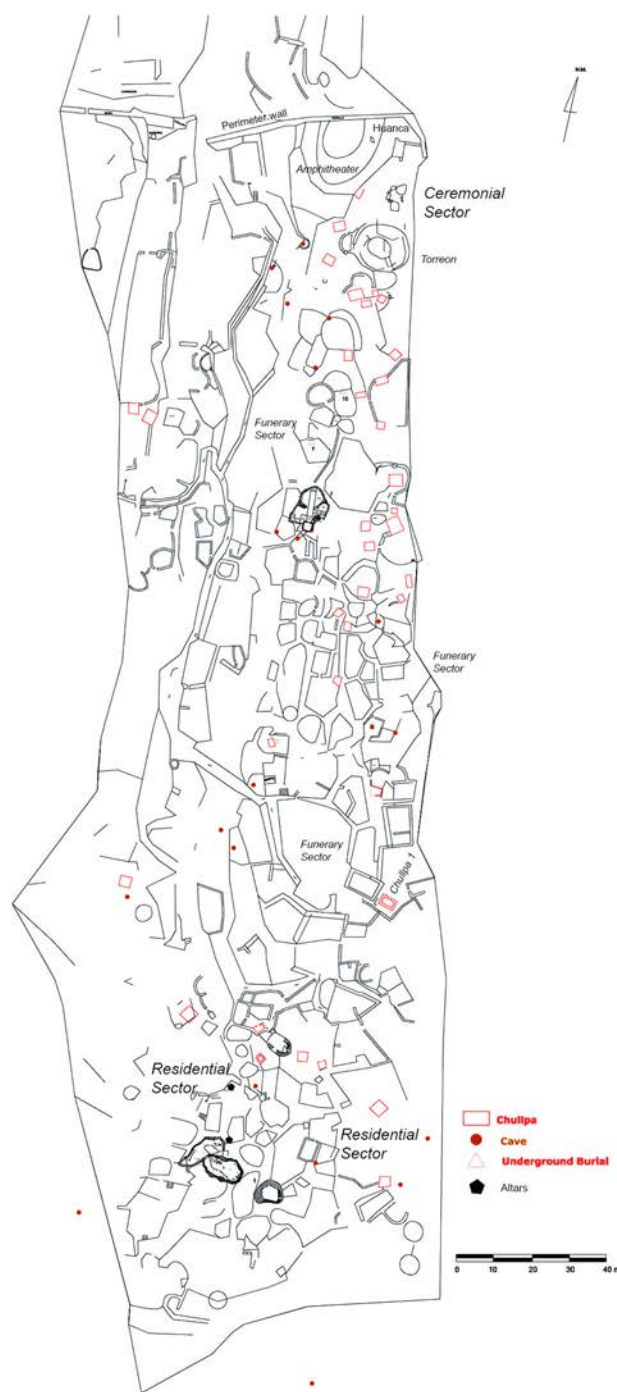 N.M.
Perimeter wall
Huanca
Amphitheater
Ceremonial
Sector
Torreon
Funerary
Sector
Funerary
Sector
Funerary
Sector
Chullpa 1
Residential
Sector
Residential
Sector
Chullpa
Cave
Underground Burial
Altars
0 10 20 30 40 m